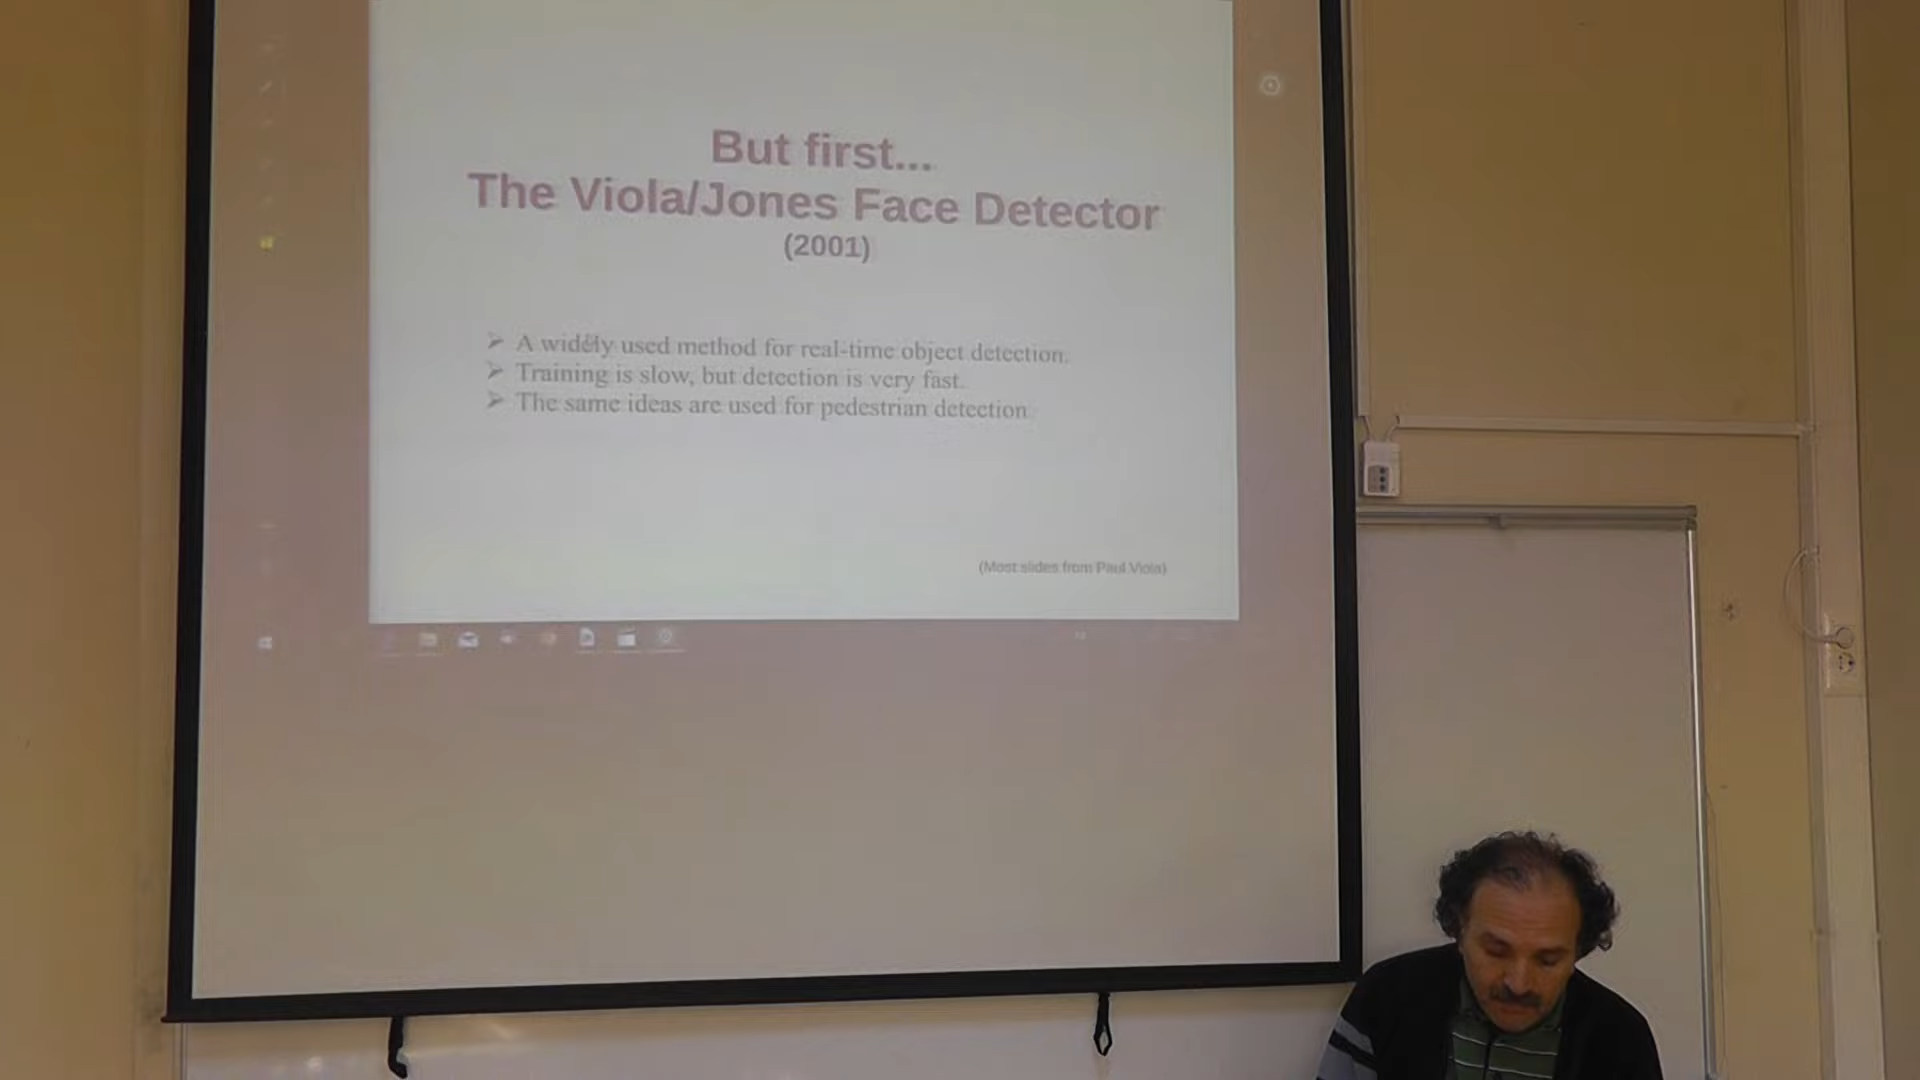 But first...
The Viola/Jones Face Detector
(2001)
➢ A widely used method for real-time object detection.
➢ Training is slow, but detection is very fast.
➢ The same ideas are used for pedestrian detection
(Most slides from Paul Viola)